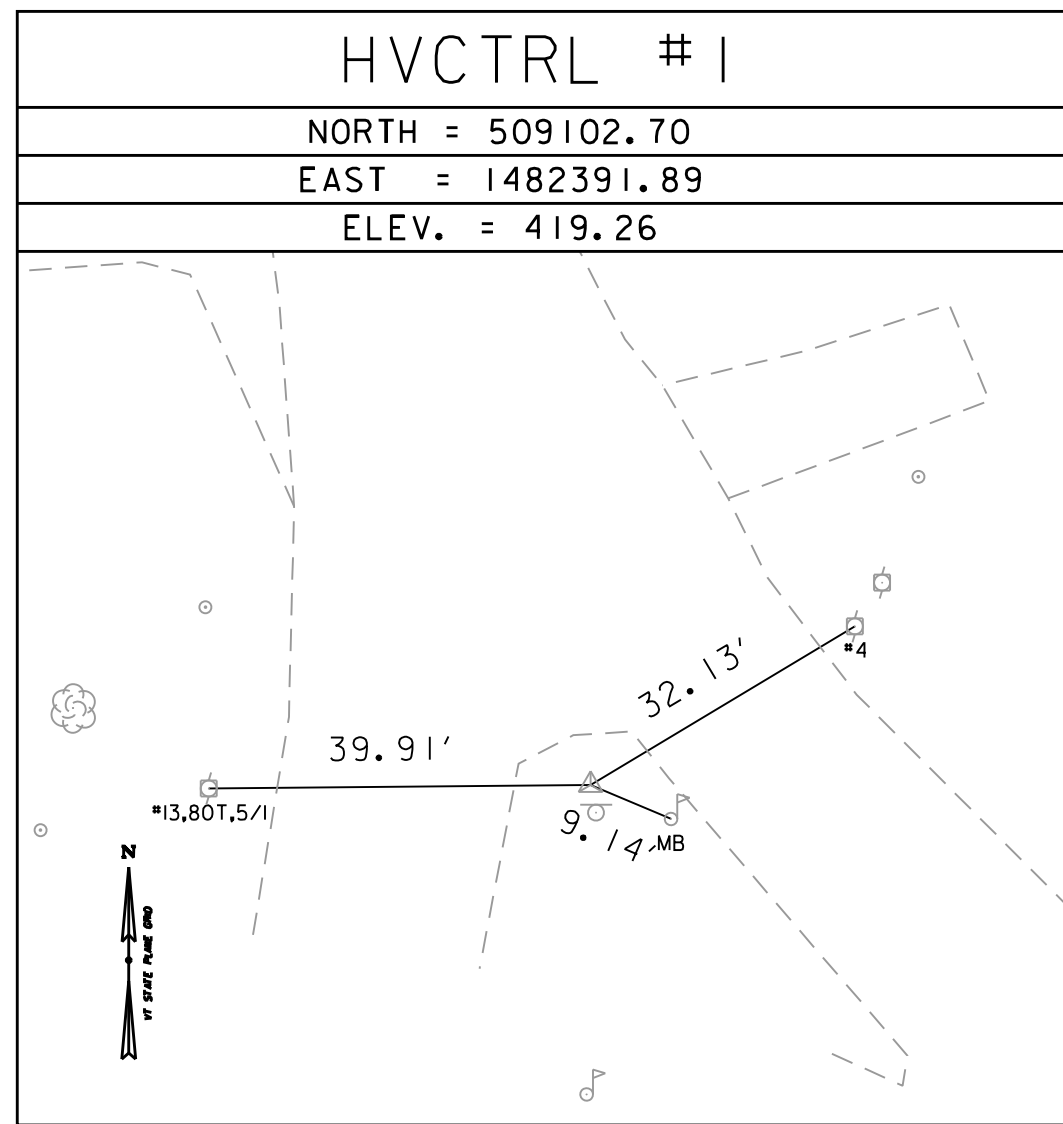 HVCTRL #1
NORTH = 509102.70
EAST = 1482391.89
ELEV. = 419.26
32.13'
#4
39.91'
#13,80T,5/1
9.14'
MB
N
VT STATE PLANE GRID